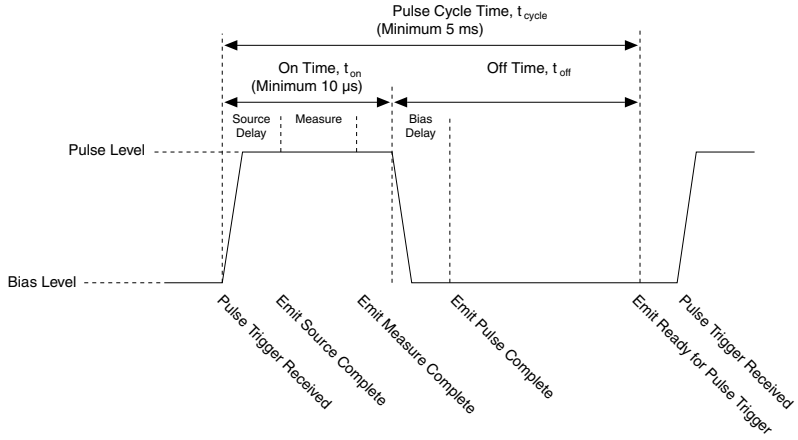 Pulse Cycle Time, tcycle
(Minimum 5 ms)
On Time, ton
(Minimum 10 µs)
Off Time, toff
Source
Delay
Measure
Bias
Delay
Pulse Level
Bias Level
Pulse Trigger Received
Emit Source Complete
Emit Measure Complete
Emit Pulse Complete
Emit Ready for Pulse Trigger
Pulse Trigger Received